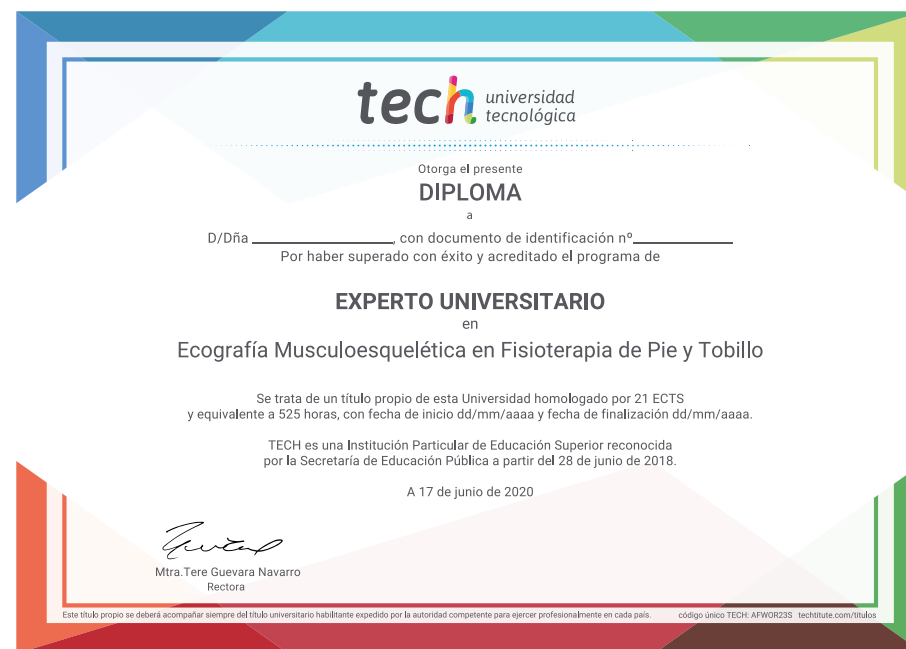 tech universidad
tecnológica
Otorga el presente
DIPLOMA
a
D/Dña ____________________, con documento de identificación nº______________
Por haber superado con éxito y acreditado el programa de
EXPERTO UNIVERSITARIO
en
Ecografía Musculoesquelética en Fisioterapia de Pie y Tobillo
Se trata de un título propio de esta Universidad homologado por 21 ECTS
y equivalente a 525 horas, con fecha de inicio dd/mm/aaaa y fecha de finalización dd/mm/aaaa.
TECH es una Institución Particular de Educación Superior reconocida
por la Secretaría de Educación Pública a partir del 28 de junio de 2018.
A 17 de junio de 2020
Mtra.Tere Guevara Navarro
Rectora
Este título propio se deberá acompañar siempre del título universitario habilitante expedido por la autoridad competente para ejercer profesionalmente en cada país. código único TECH: AFWOR23S techtitute.com/titulos